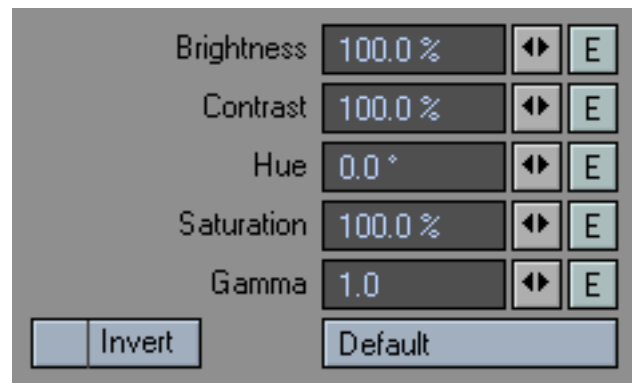 Brightness 100.0 % E
Contrast 100.0 % E
Hue 0.0 ° E
Saturation 100.0 % E
Gamma 1.0 E
Invert Default